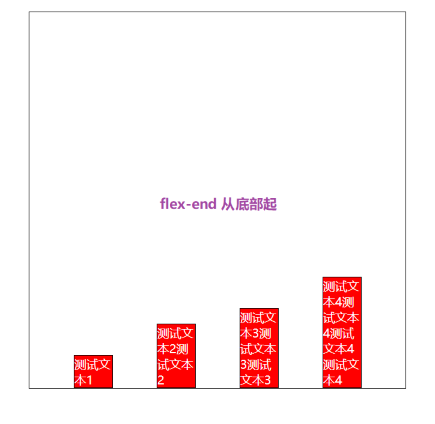 flex-end 从底部起
测试文
本1
测试文
本2测
试文本
2
测试文
本3测
试文本
3测试
文本3
测试文
本4测
试文本
4测试
文本4
测试文
本4